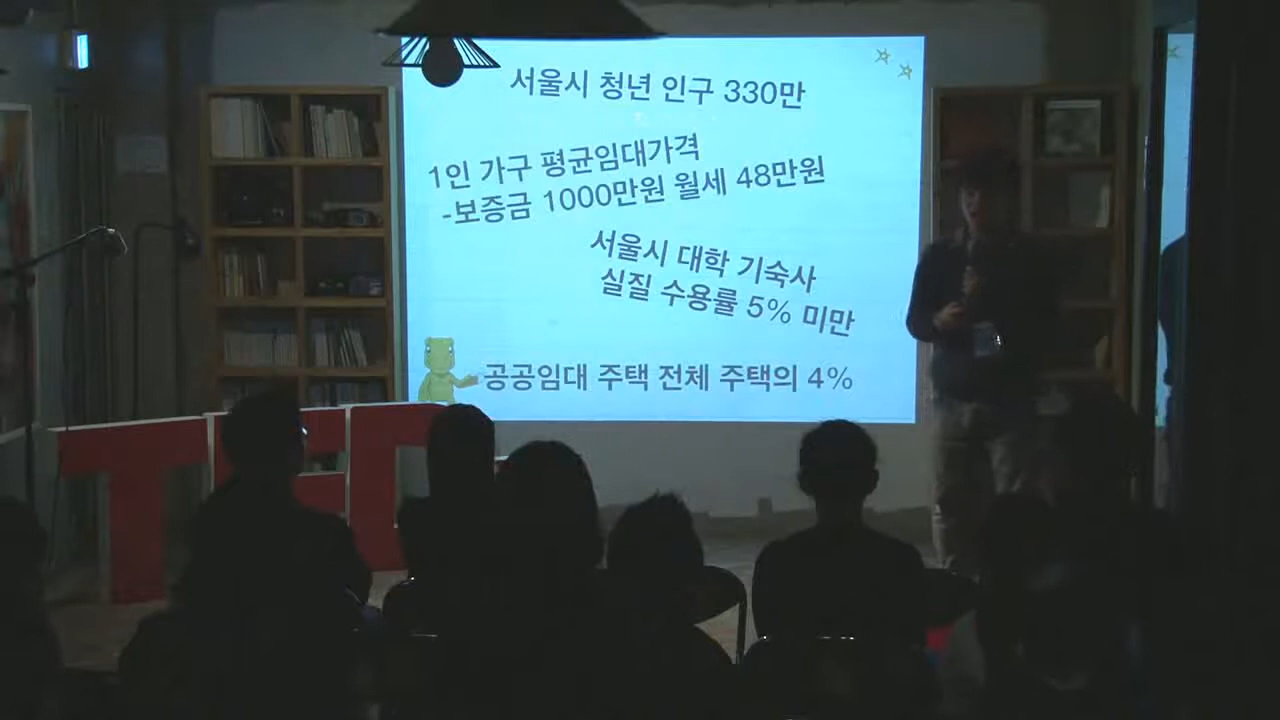 서울시 청년 인구 330만
1인 가구 평균임대가격
-보증금 1000만원 월세 48만원
서울시 대학 기숙사
실질 수용률 5% 미만
공공임대 주택 전체 주택의 4%
TED